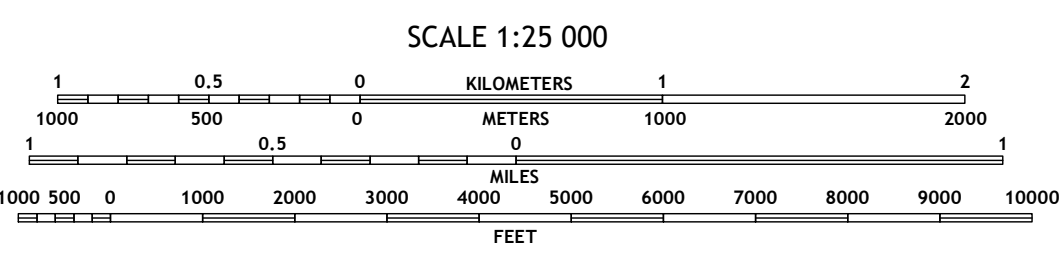 SCALE 1:25 000
1 0.5 0 KILOMETERS 1 2
1000 500 0 METERS 1000 2000
1 0.5 0 1
MILES
1000 500 0 1000 2000 3000 4000 5000 6000 7000 8000 9000 10000
FEET